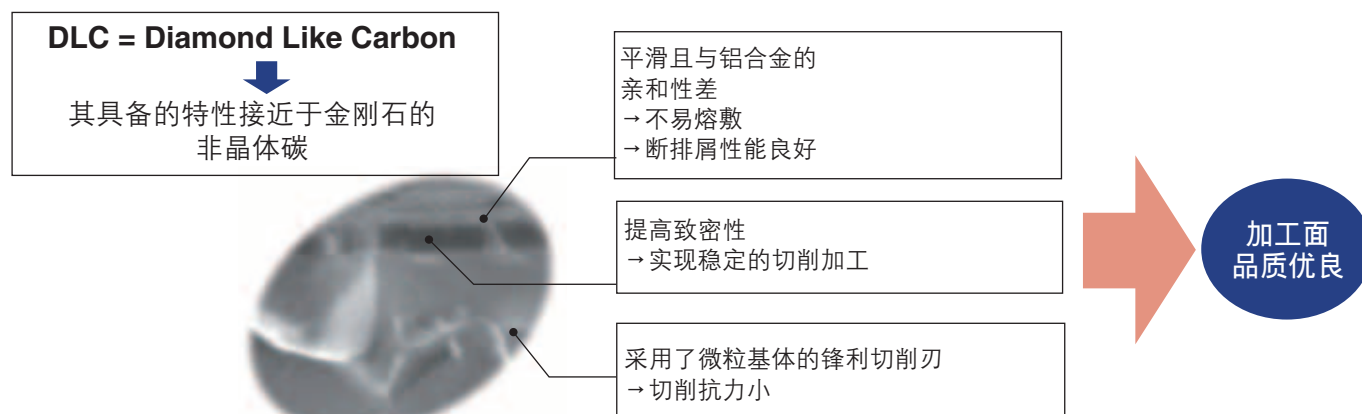 DLC = Diamond Like Carbon
其具备的特性接近于金刚石的
非晶体碳
平滑且与铝合金的
亲和性差
→不易熔敷
→断排屑性能良好
提高致密性
→实现稳定的切削加工
采用了微粒基体的锋利切削刃
→切削抗力小
加工面
品质优良